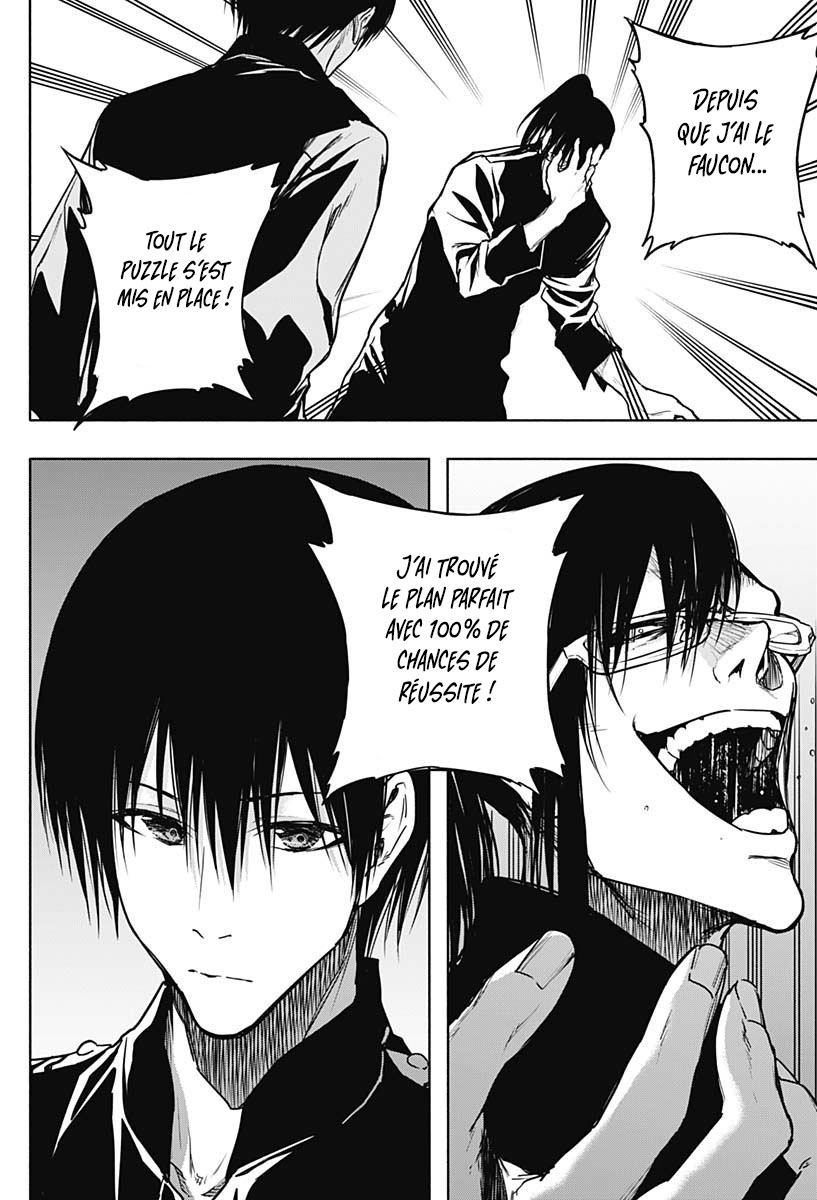 DEPUIS
QUE J'AI LE
FAUCON...
TOUT LE
PUZZLE S'EST
MIS EN PLACE !
J'AI TROUVÉ
LE PLAN PARFAIT
AVEC 100% DE
CHANCES DE
RÉUSSITE !